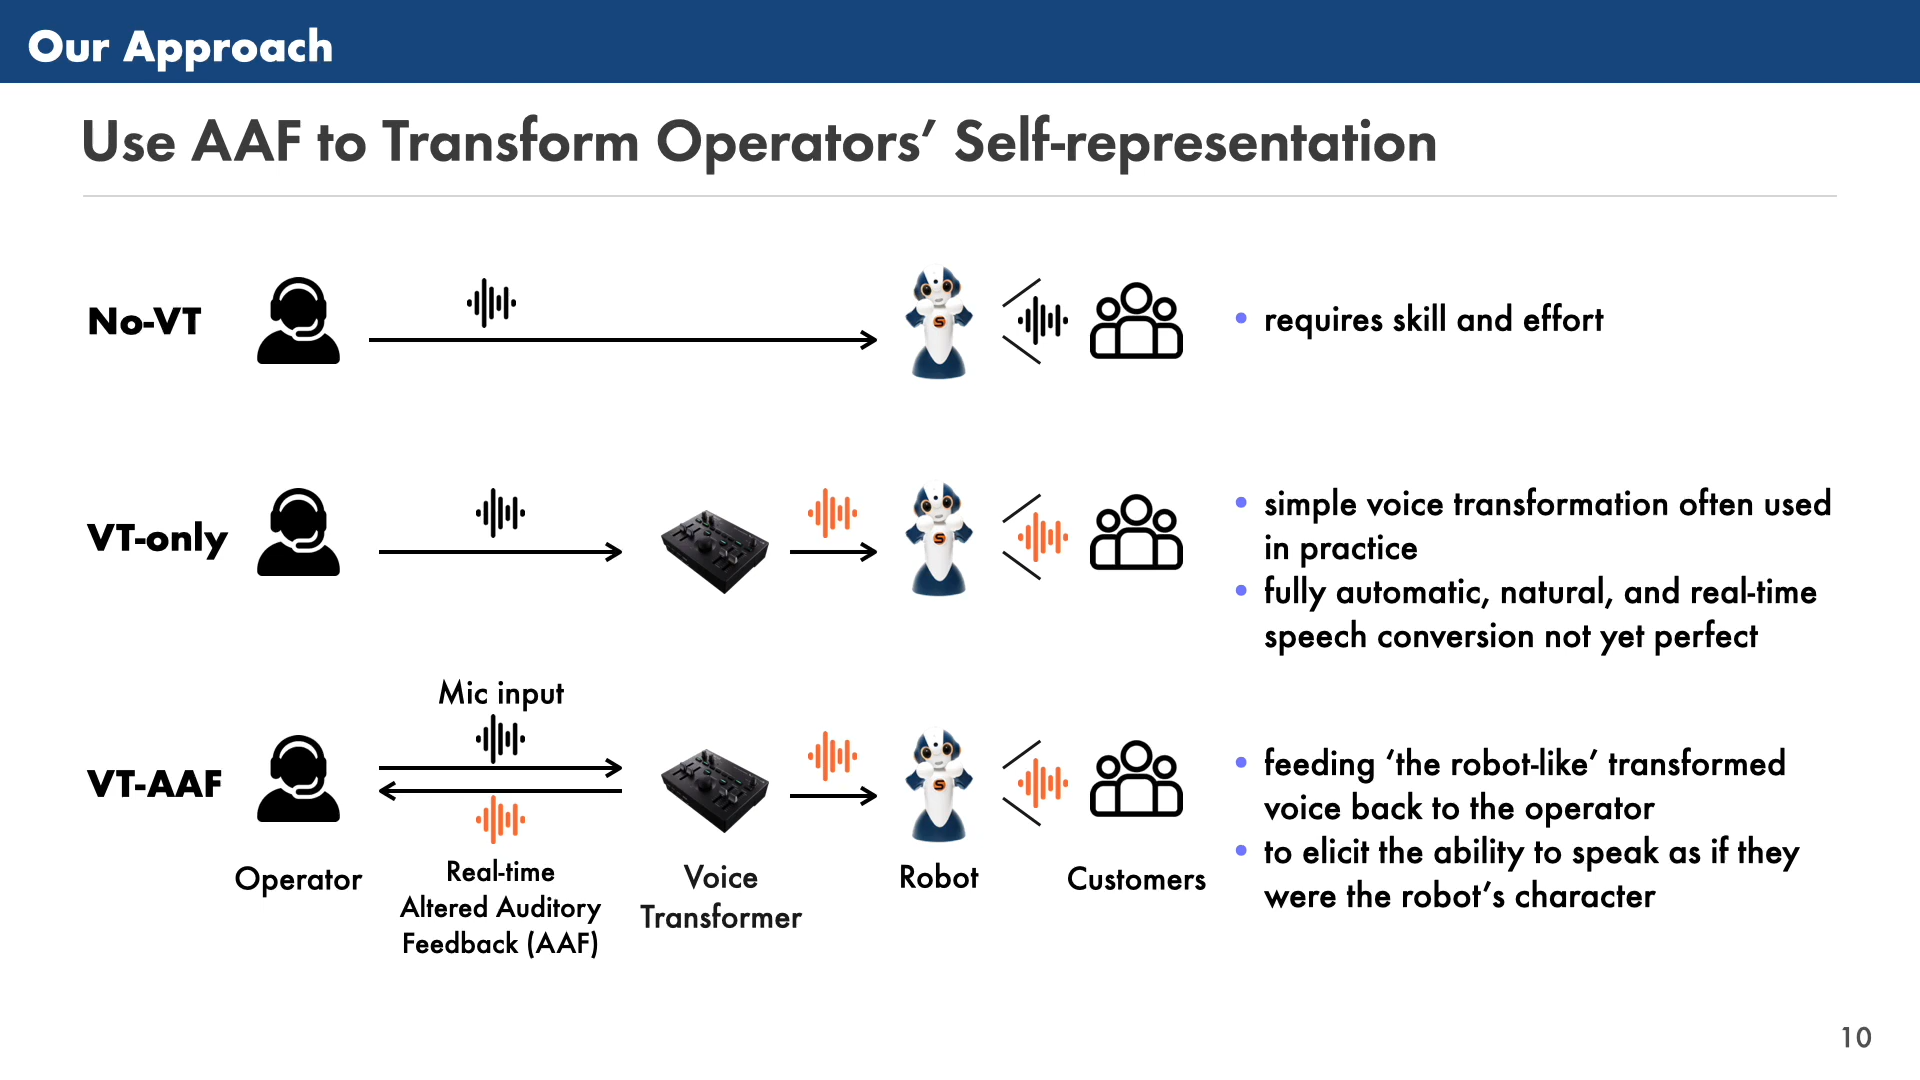 Our Approach
Use AAF to Transform Operators’ Self-representation
No-VT
S
• requires skill and effort
VT-only
S
• simple voice transformation often used
in practice
• fully automatic, natural, and real-time
speech conversion not yet perfect
Mic input
VT-AAF
S
• feeding ‘the robot-like’ transformed
voice back to the operator
• to elicit the ability to speak as if they
were the robot’s character
Operator
Real-time
Altered Auditory
Feedback (AAF)
Voice
Transformer
Robot
Customers
10